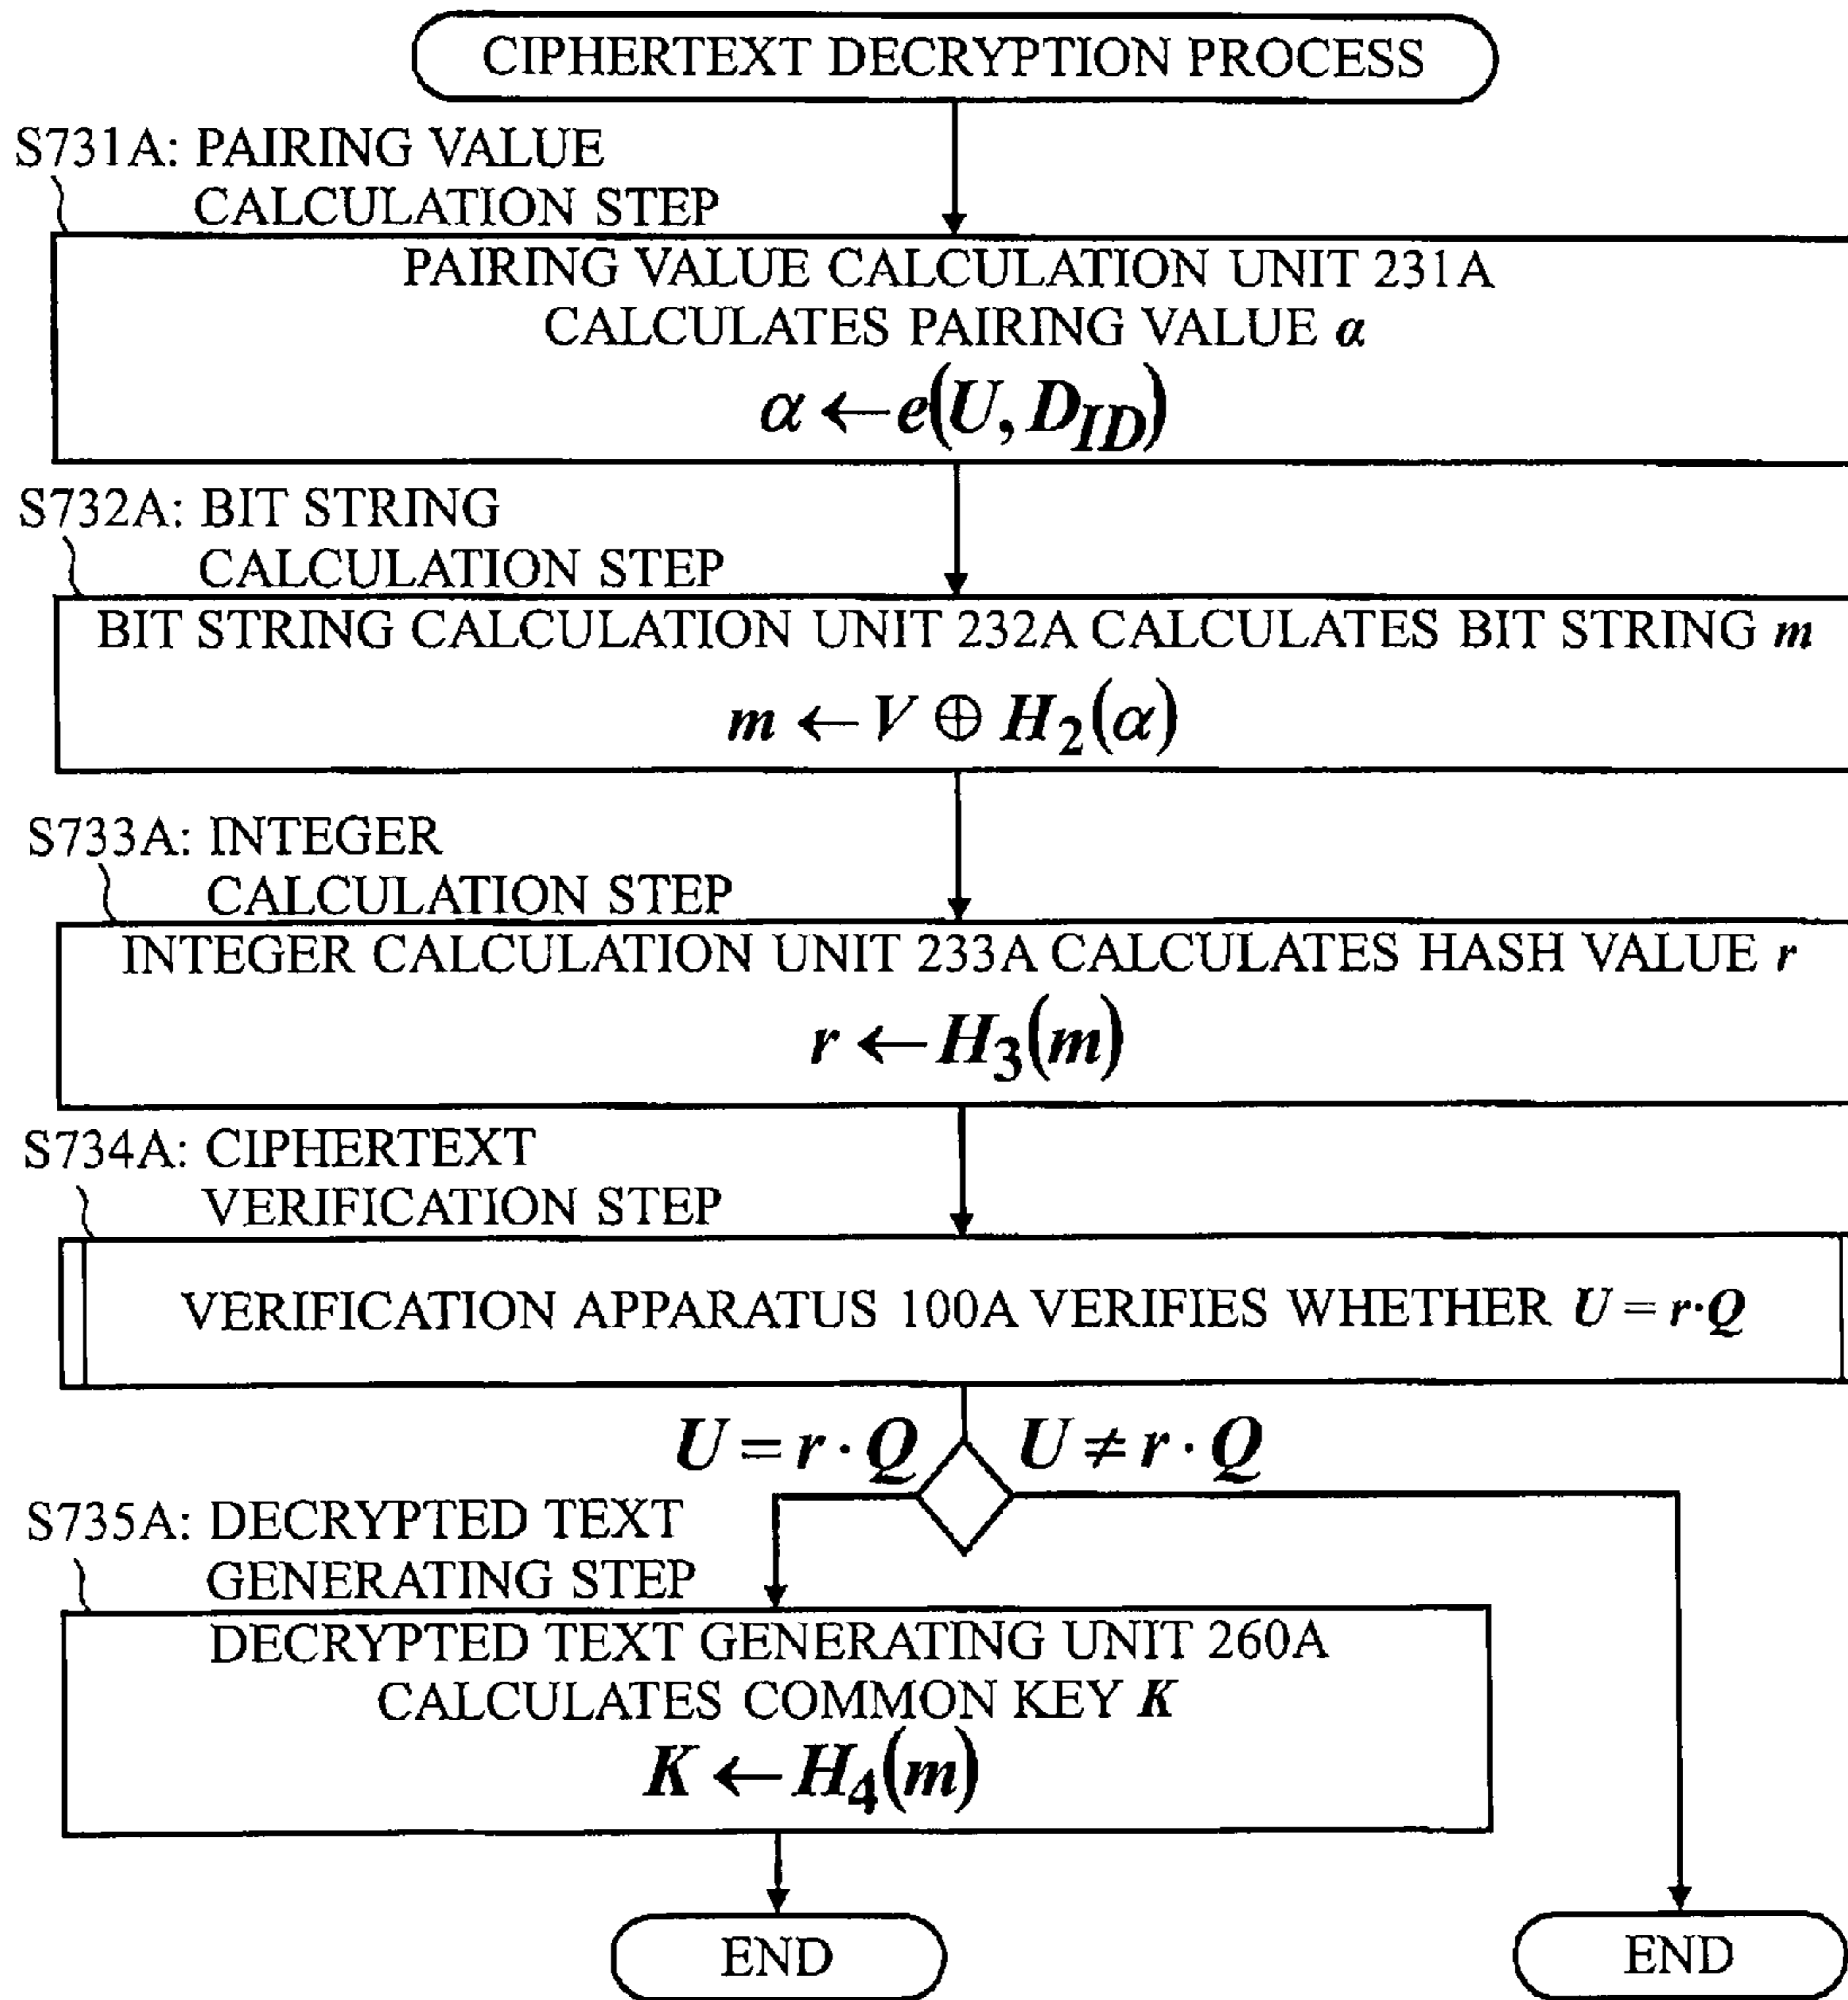 CIPHERTEXT DECRYPTION PROCESS
S731A: PAIRING VALUE
CALCULATION STEP
PAIRING VALUE CALCULATION UNIT 231A
CALCULATES PAIRING VALUE α
α ← e(U, D_ID)
S732A: BIT STRING
CALCULATION STEP
BIT STRING CALCULATION UNIT 232A CALCULATES BIT STRING m
m ← V ⊕ H₂(α)
S733A: INTEGER
CALCULATION STEP
INTEGER CALCULATION UNIT 233A CALCULATES HASH VALUE r
r ← H₃(m)
S734A: CIPHERTEXT
VERIFICATION STEP
VERIFICATION APPARATUS 100A VERIFIES WHETHER U = r·Q
U = r · Q U ≠ r · Q
S735A: DECRYPTED TEXT
GENERATING STEP
DECRYPTED TEXT GENERATING UNIT 260A
CALCULATES COMMON KEY K
K ← H₄(m)
END END